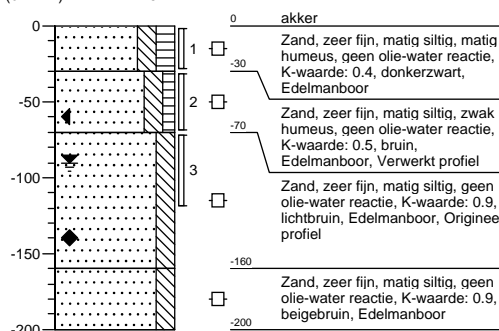 0
-50
-100
-150
-200
1
2
3
0 akker
Zand, zeer fijn, matig siltig, matig
humeus, geen olie-water reactie,
K-waarde: 0.4, donkerzwart,
Edelmanboor
-30
Zand, zeer fijn, matig siltig, zwak
humeus, geen olie-water reactie,
K-waarde: 0.5, bruin,
Edelmanboor, Verwerkt profiel
-70
Zand, zeer fijn, matig siltig, geen
olie-water reactie, K-waarde: 0.9,
lichtbruin, Edelmanboor, Originee
profiel
-160
Zand, zeer fijn, matig siltig, geen
olie-water reactie, K-waarde: 0.9,
beigebruin, Edelmanboor
-200